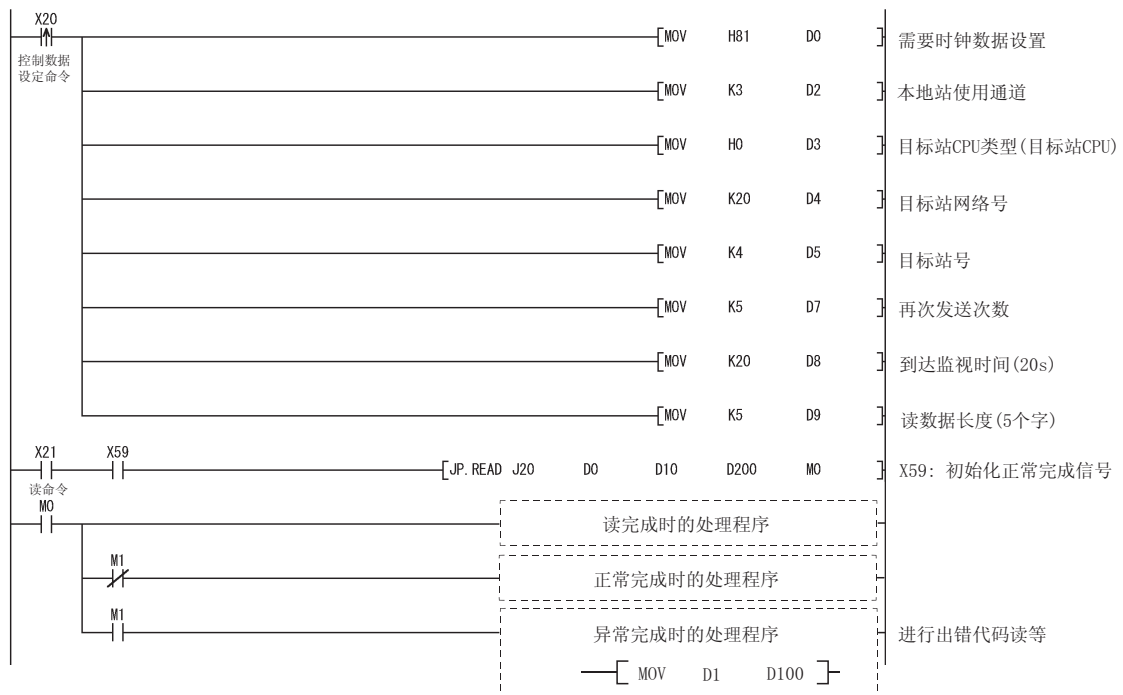 X20
控制数据
设定命令
MOV H81 D0 需要时钟数据设置
MOV K3 D2 本地站使用通道
MOV H0 D3 目标站CPU类型(目标站CPU)
MOV K20 D4 目标站网络号
MOV K4 D5 目标站号
MOV K5 D7 再次发送次数
MOV K20 D8 到达监视时间(20s)
MOV K5 D9 读数据长度(5个字)
X21 X59
JP.READ J20 D0 D10 D200 M0 X59: 初始化正常完成信号
读命令
M0
读完成时的处理程序
M1
正常完成时的处理程序
M1
异常完成时的处理程序 进行出错代码读等
MOV D1 D100